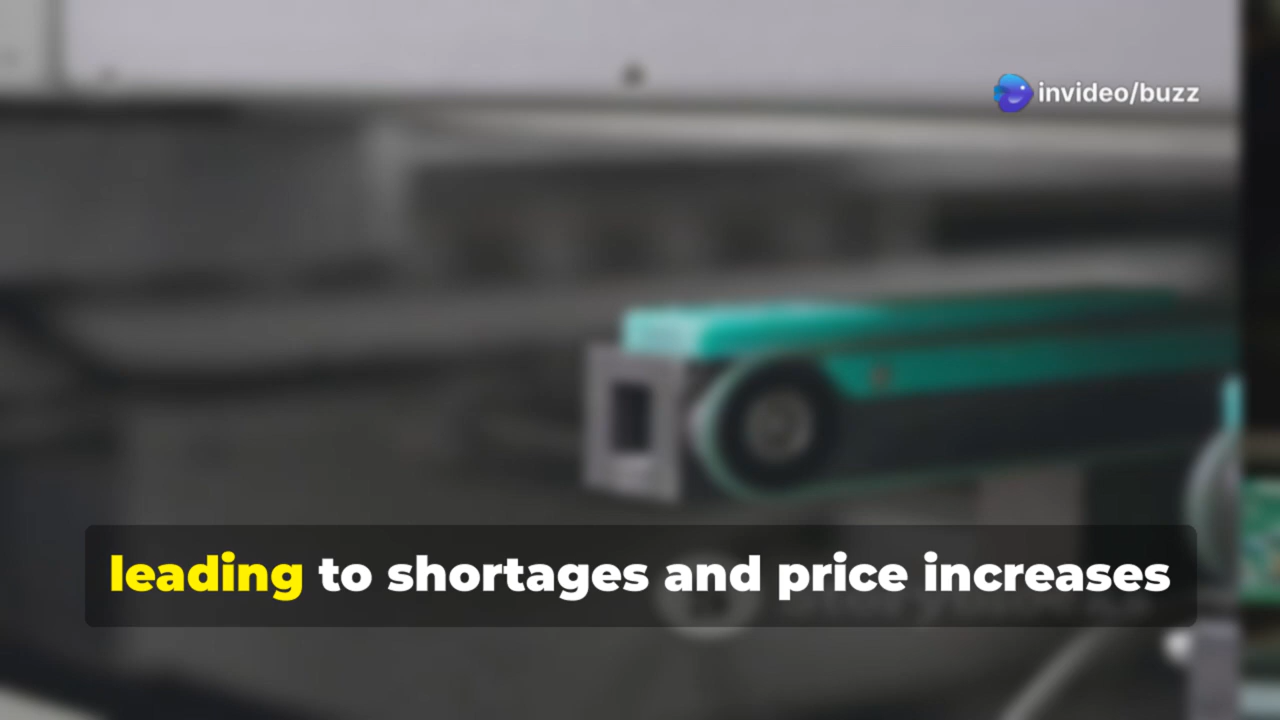 invideo/buzz
leading to shortages and price increases